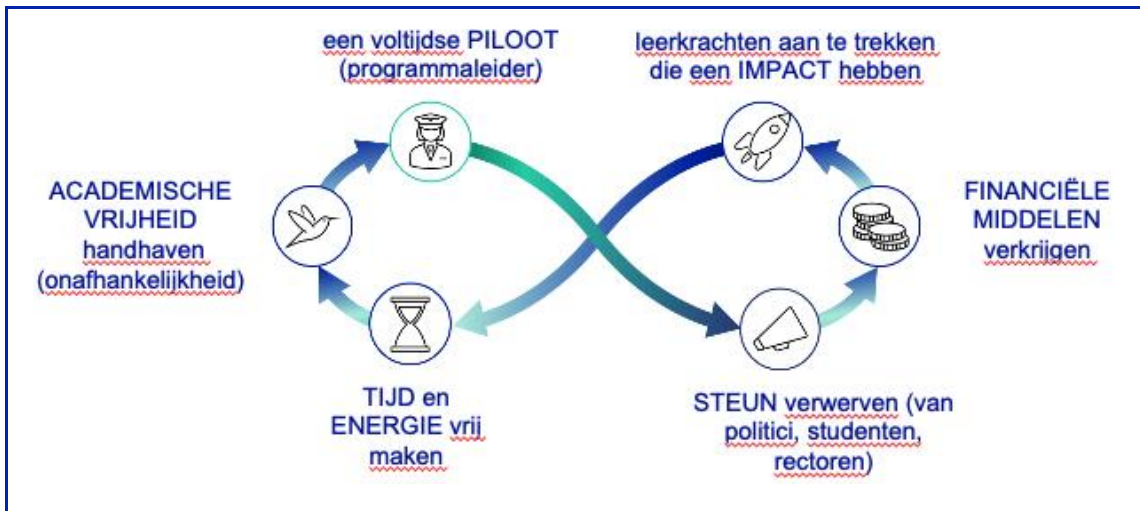 een voltijdse PILOOT
(programmaleider)
leerkrachten aan te trekken
die een IMPACT hebben
ACADEMISCHE
VRIJHEID
handhaven
(onafhankelijkheid)
FINANCIËLE
MIDDELEN
verkrijgen
TIJD en
ENERGIE vrij
maken
STEUN verwerven (van
politici, studenten,
rectoren)